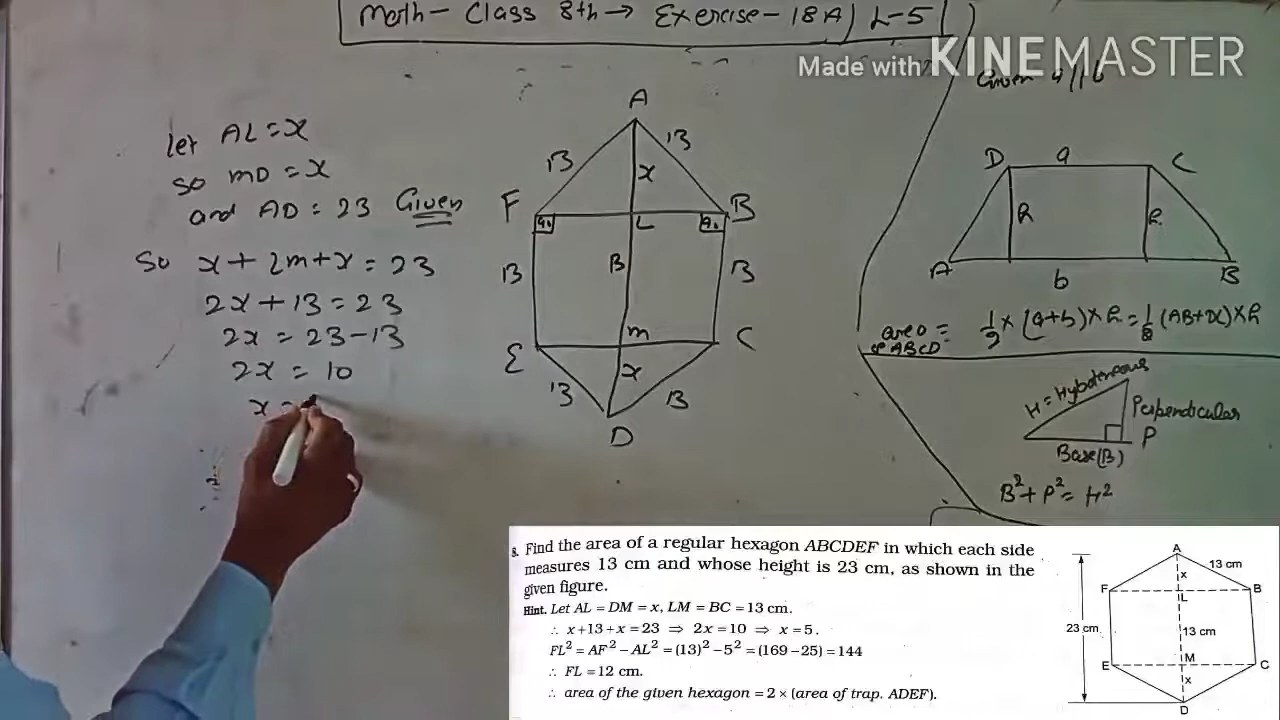 Math - Class 8th → Exercise - 18A) L-5
Made with KINEMASTER
let AL = x
so MD = x
and AD = 23 Given
So x + LM + x = 23
2x + 13 = 23
2x = 23 - 13
2x = 10
x =
A
13 13
x
F B
90 90
L
13 13 13
m
E C
x
13 13
D
Given a || b
D a C
h h
A b B
area of ABCD = 1/2 × (a+b) × h = 1/2 (AB+DC) × h
H = Hybotenous
Perpendicular
P
Base(B)
B² + P² = H²
8. Find the area of a regular hexagon ABCDEF in which each side
measures 13 cm and whose height is 23 cm, as shown in the
given figure.
Hint. Let AL = DM = x, LM = BC = 13 cm.
∴ x+13+x = 23 ⇒ 2x = 10 ⇒ x = 5.
FL² = AF² − AL² = (13)² − 5² = (169 − 25) = 144
∴ FL = 12 cm.
∴ area of the given hexagon = 2 × (area of trap. ADEF).
A
13 cm
x
F L B
23 cm 13 cm
E M C
x
D